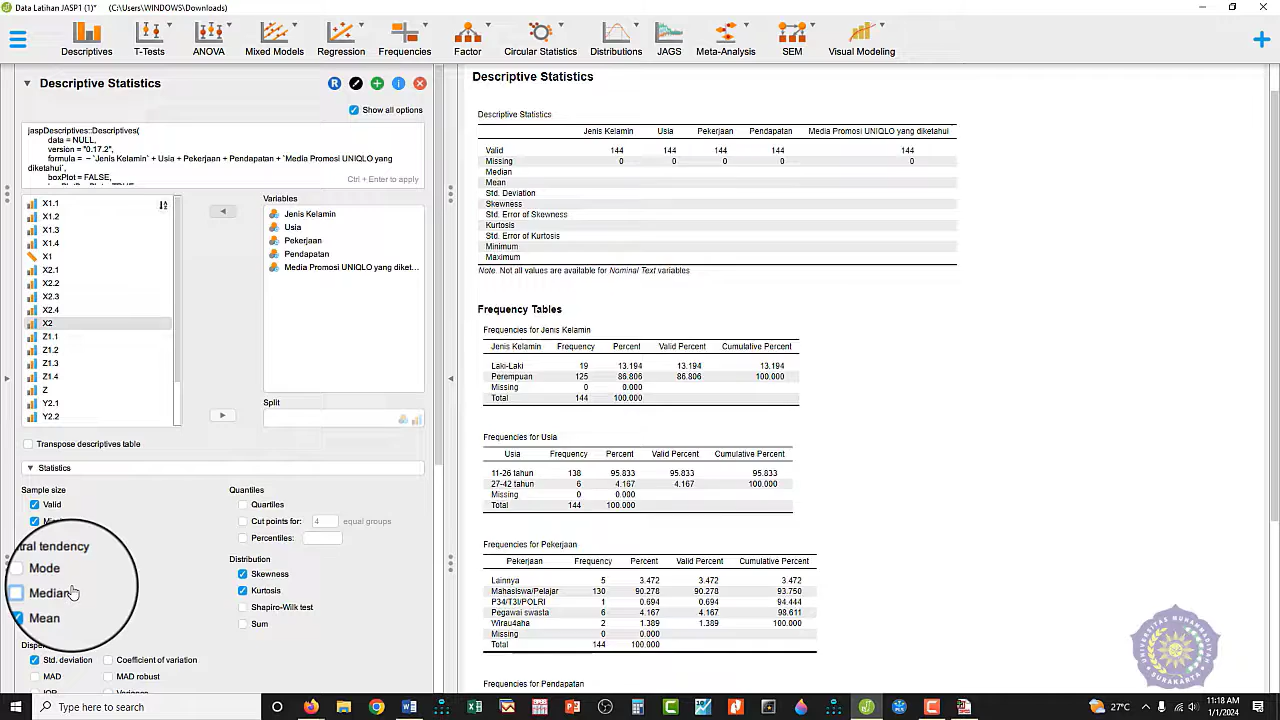 Data Latihan JASP1 (1)*   (C:\Users\WINDOWS\Downloads)
Descriptives T-Tests ANOVA Mixed Models Regression Frequencies Factor Circular Statistics Distributions JAGS Meta-Analysis SEM Visual Modeling
Descriptive Statistics
Show all options
jaspDescriptives::Descriptives(
data = NULL,
version = "0.17.2",
formula = ~ `Jenis Kelamin` + Usia + Pekerjaan + Pendapatan + `Media Promosi UNIQLO yang
diketahui`,
boxPlot = FALSE,
Ctrl + Enter to apply
X1.1
X1.2
X1.3
X1.4
X1
X2.1
X2.2
X2.3
X2.4
X2
Z1.1
Z1.2
Z1.3
Z1.4
Z
Y2.1
Y2.2
Variables
Jenis Kelamin
Usia
Pekerjaan
Pendapatan
Media Promosi UNIQLO yang diket...
Split
Transpose descriptives table
Statistics
Sample size
Valid
tral tendency
Mode
Median
Mean
Std. deviation
MAD
Coefficient of variation
MAD robust
Quantiles
Quartiles
Cut points for: 4 equal groups
Percentiles:
Distribution
Skewness
Kurtosis
Shapiro-Wilk test
Sum
Descriptive Statistics
Descriptive Statistics
Jenis Kelamin Usia Pekerjaan Pendapatan Media Promosi UNIQLO yang diketahui
Valid 144 144 144 144 144
Missing 0 0 0 0 0
Median
Mean
Std. Deviation
Skewness
Std. Error of Skewness
Kurtosis
Std. Error of Kurtosis
Minimum
Maximum
Note. Not all values are available for Nominal Text variables
Frequency Tables
Frequencies for Jenis Kelamin
Jenis Kelamin Frequency Percent Valid Percent Cumulative Percent
Laki-Laki 19 13.194 13.194 13.194
Perempuan 125 86.806 86.806 100.000
Missing 0 0.000
Total 144 100.000
Frequencies for Usia
Usia Frequency Percent Valid Percent Cumulative Percent
11-26 tahun 138 95.833 95.833 95.833
27-42 tahun 6 4.167 4.167 100.000
Missing 0 0.000
Total 144 100.000
Frequencies for Pekerjaan
Pekerjaan Frequency Percent Valid Percent Cumulative Percent
Lainnya 5 3.472 3.472 3.472
Mahasiswa/Pelajar 130 90.278 90.278 93.750
P34/T3I/POLRI 1 0.694 0.694 94.444
Pegawai swasta 6 4.167 4.167 98.611
Wirau4aha 2 1.389 1.389 100.000
Missing 0 0.000
Total 144 100.000
Frequencies for Pendapatan
UNIVERSITAS MUHAMMADIYAH SURAKARTA
Type here to search
27°C
11:18 AM
1/1/2024